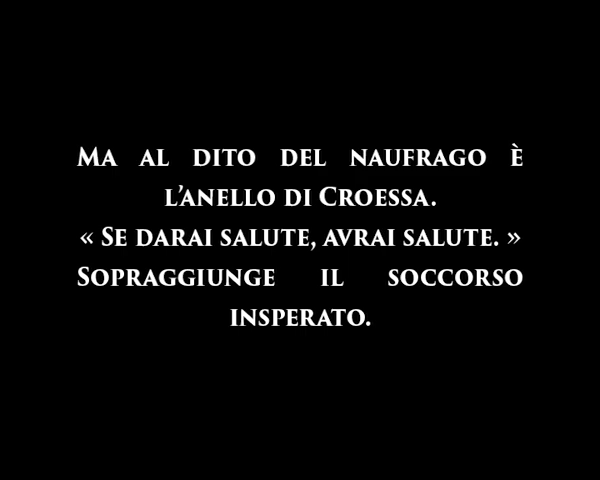 Ma al dito del naufrago è
l’anello di Croessa.
« Se darai salute, avrai salute. »
Sopraggiunge il soccorso
insperato.